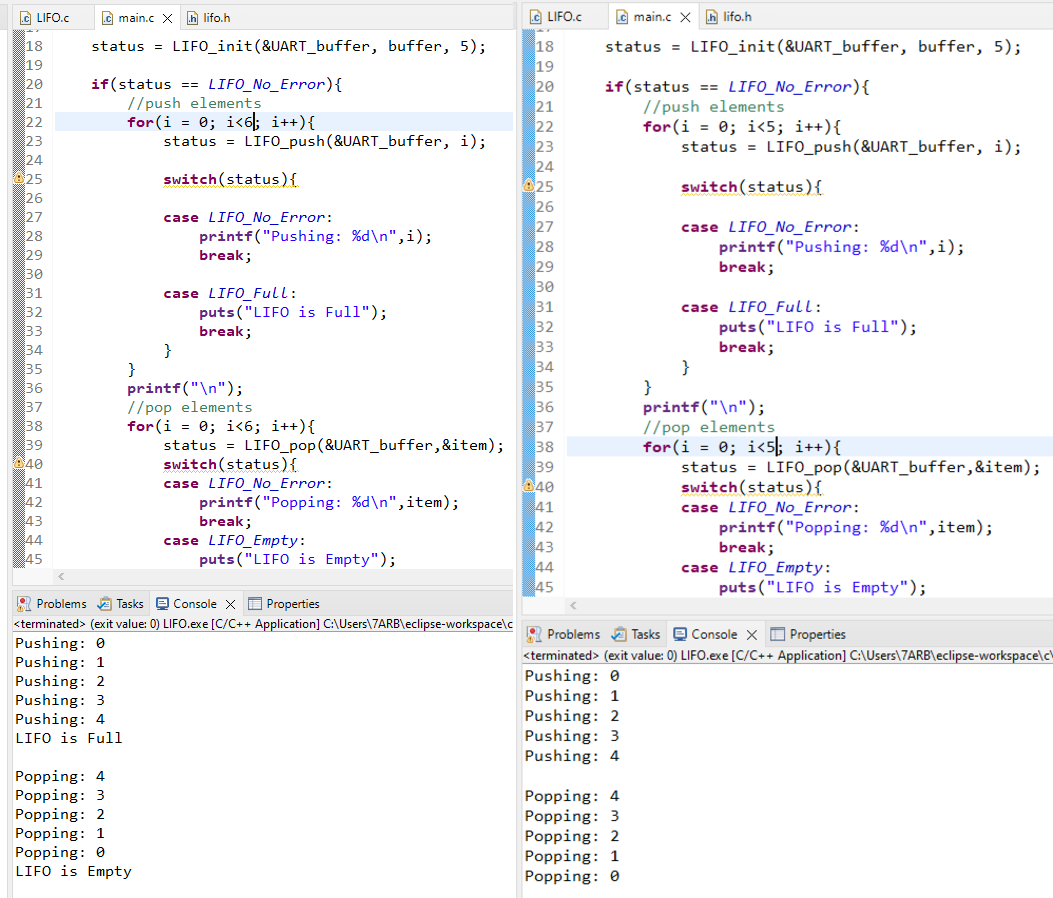 LIFO.c main.c lifo.h
18 status = LIFO_init(&UART_buffer, buffer, 5);
19
20 if(status == LIFO_No_Error){
21 //push elements
22 for(i = 0; i<6; i++){
23 status = LIFO_push(&UART_buffer, i);
24
25 switch(status){
26
27 case LIFO_No_Error:
28 printf("Pushing: %d\n",i);
29 break;
30
31 case LIFO_Full:
32 puts("LIFO is Full");
33 break;
34 }
35 }
36 printf("\n");
37 //pop elements
38 for(i = 0; i<6; i++){
39 status = LIFO_pop(&UART_buffer,&item);
40 switch(status){
41 case LIFO_No_Error:
42 printf("Popping: %d\n",item);
43 break;
44 case LIFO_Empty:
45 puts("LIFO is Empty");
Problems Tasks Console Properties
<terminated> (exit value: 0) LIFO.exe [C/C++ Application] C:\Users\7ARB\eclipse-workspace\c
Pushing: 0
Pushing: 1
Pushing: 2
Pushing: 3
Pushing: 4
LIFO is Full

Popping: 4
Popping: 3
Popping: 2
Popping: 1
Popping: 0
LIFO is Empty
LIFO.c main.c lifo.h
18 status = LIFO_init(&UART_buffer, buffer, 5);
19
20 if(status == LIFO_No_Error){
21 //push elements
22 for(i = 0; i<5; i++){
23 status = LIFO_push(&UART_buffer, i);
24
25 switch(status){
26
27 case LIFO_No_Error:
28 printf("Pushing: %d\n",i);
29 break;
30
31 case LIFO_Full:
32 puts("LIFO is Full");
33 break;
34 }
35 }
36 printf("\n");
37 //pop elements
38 for(i = 0; i<5; i++){
39 status = LIFO_pop(&UART_buffer,&item);
40 switch(status){
41 case LIFO_No_Error:
42 printf("Popping: %d\n",item);
43 break;
44 case LIFO_Empty:
45 puts("LIFO is Empty");
Problems Tasks Console Properties
<terminated> (exit value: 0) LIFO.exe [C/C++ Application] C:\Users\7ARB\eclipse-workspace\c\
Pushing: 0
Pushing: 1
Pushing: 2
Pushing: 3
Pushing: 4

Popping: 4
Popping: 3
Popping: 2
Popping: 1
Popping: 0